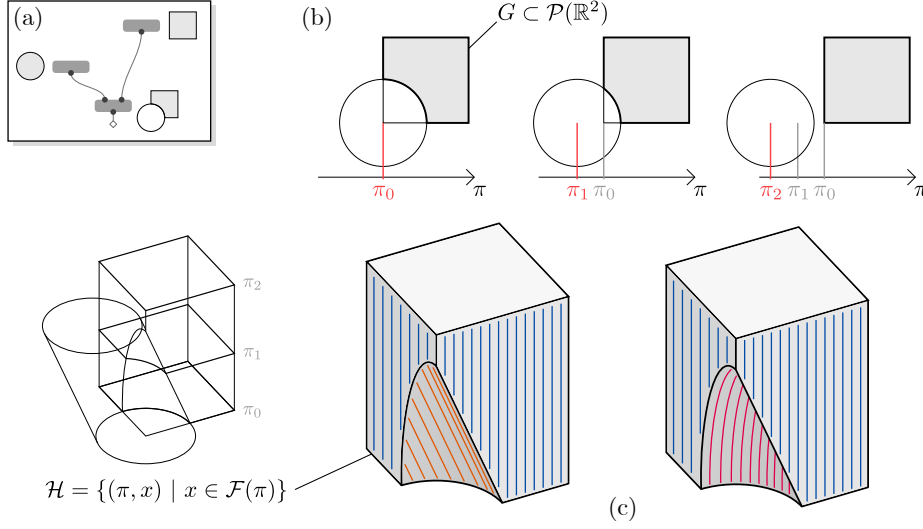 (a)
(b)
G ⊂ 𝒫(ℝ²)
π₀ π
π₁ π₀ π
π₂ π₁ π₀ π
π₂
π₁
π₀
ℋ = {(π, x) | x ∈ ℱ(π)}
(c)